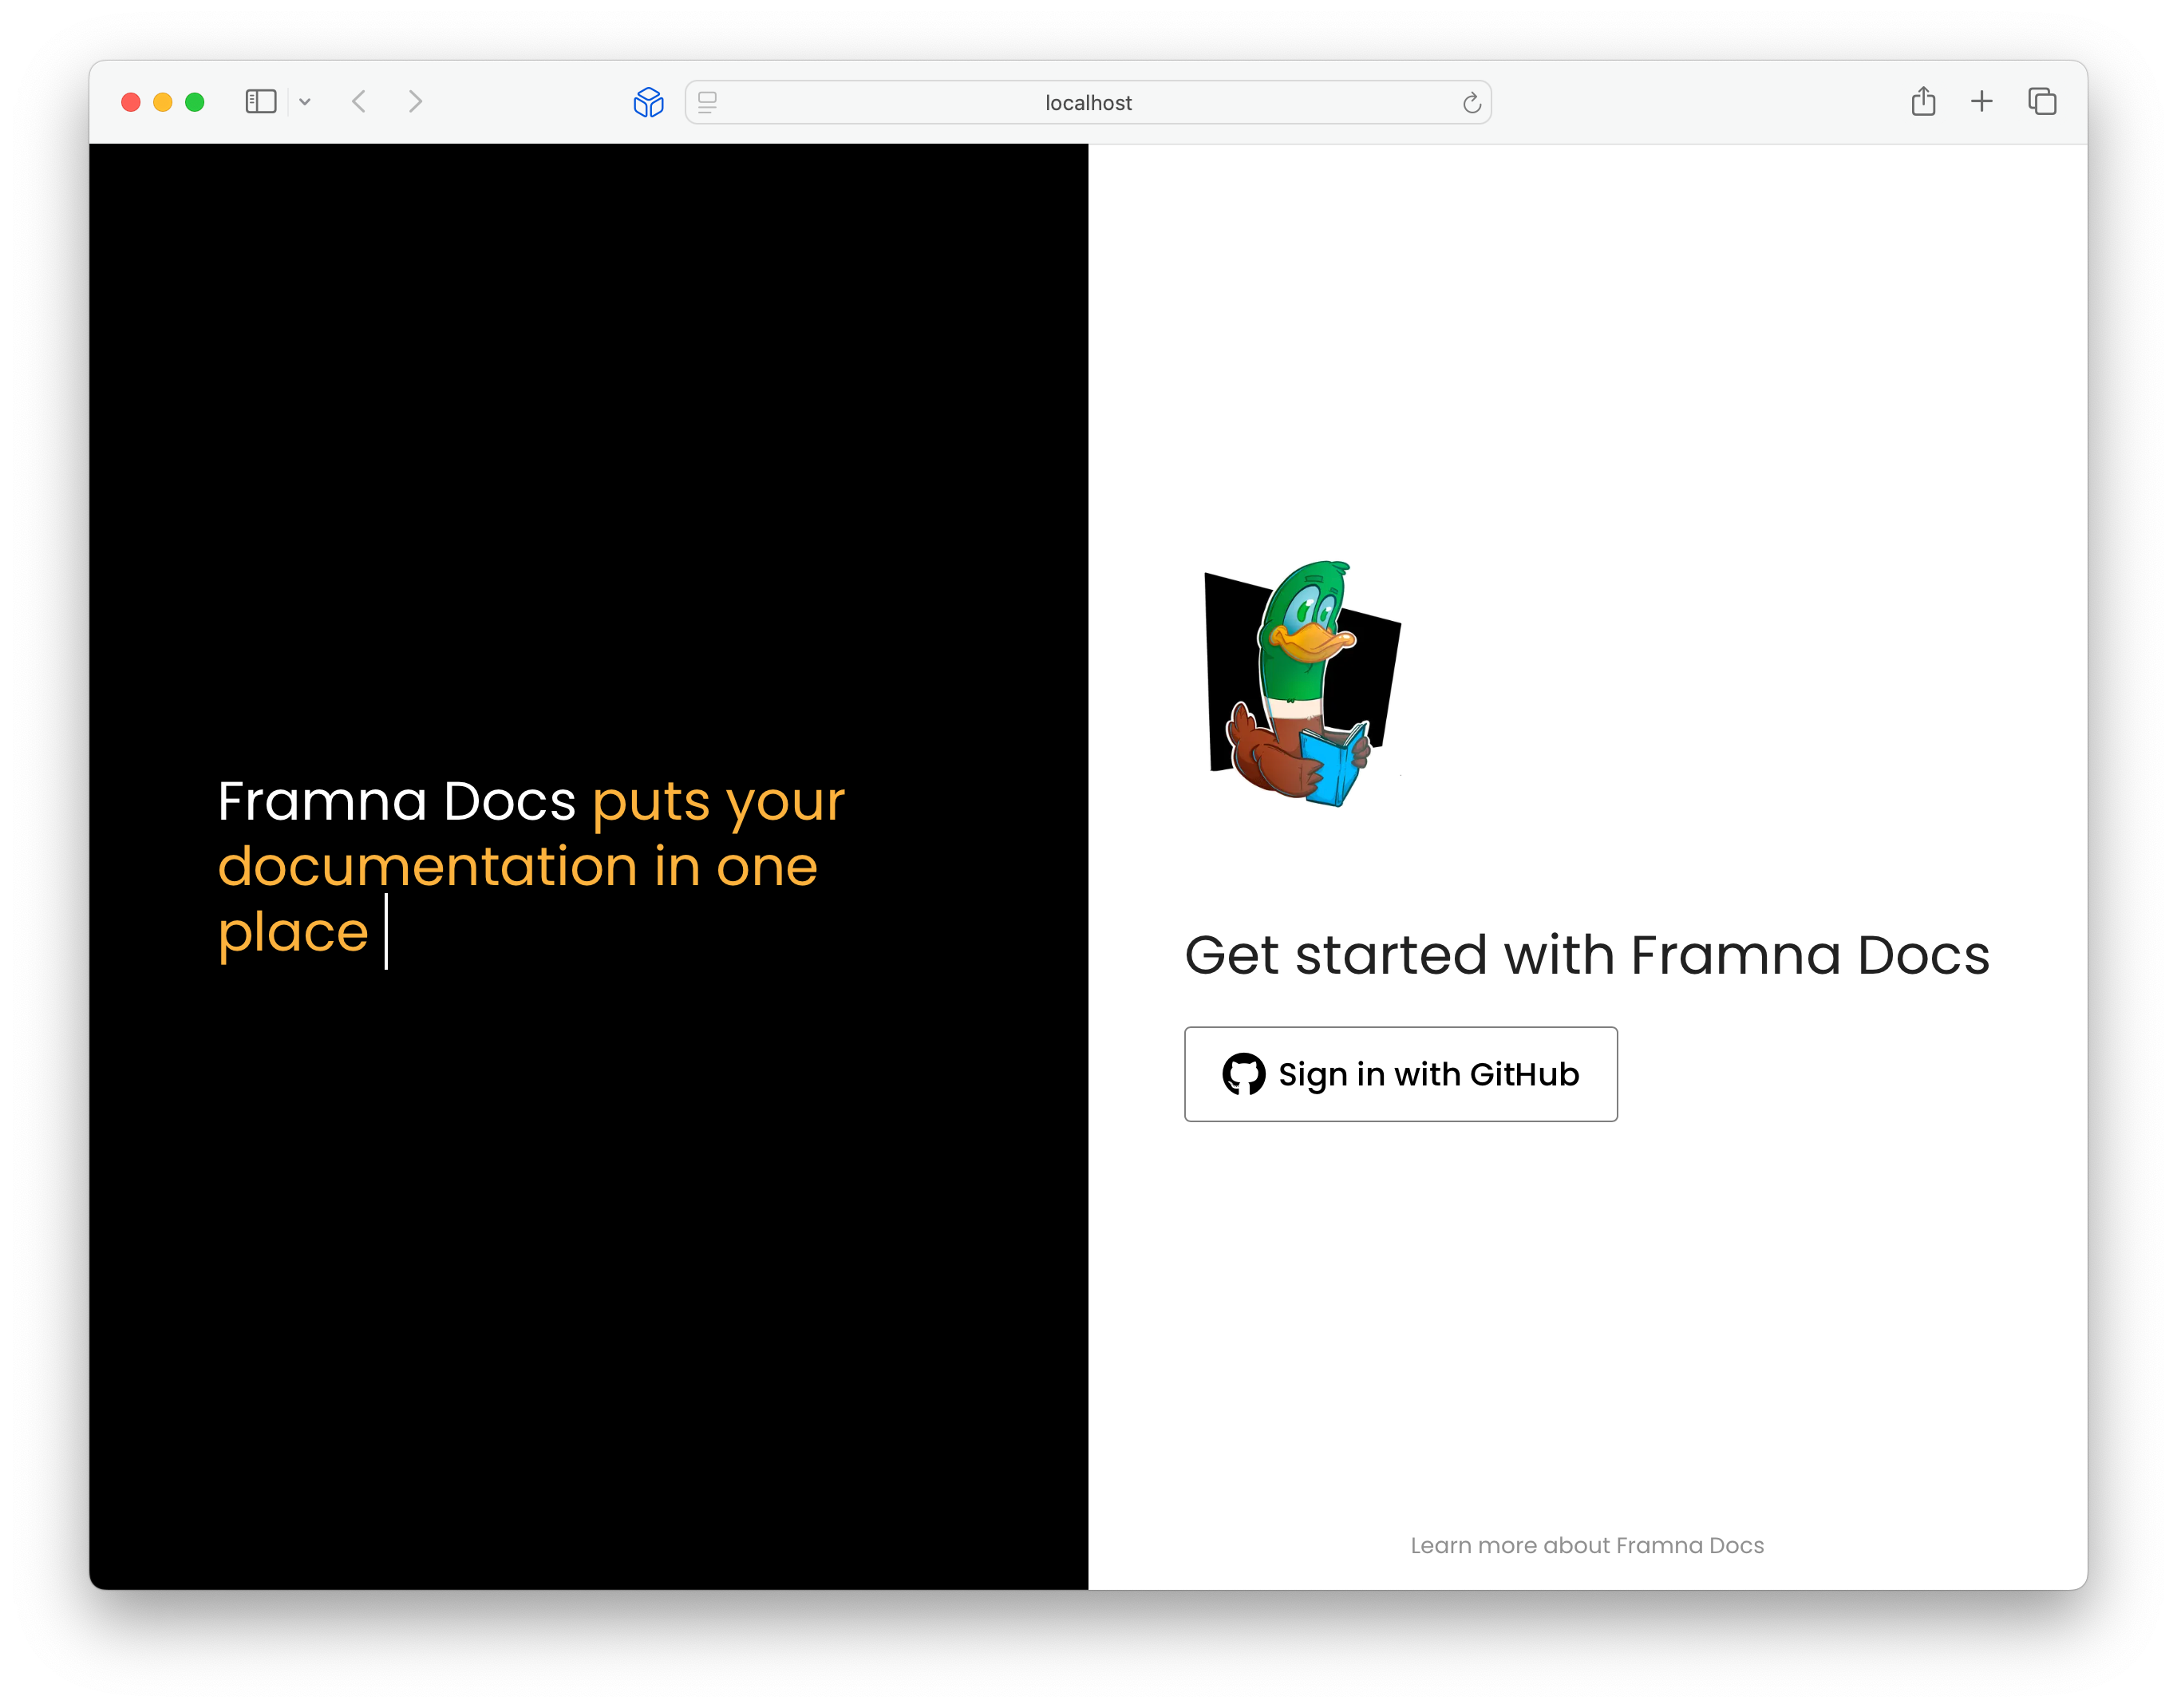 localhost
Framna Docs puts your
documentation in one
place
Get started with Framna Docs
Sign in with GitHub
Learn more about Framna Docs